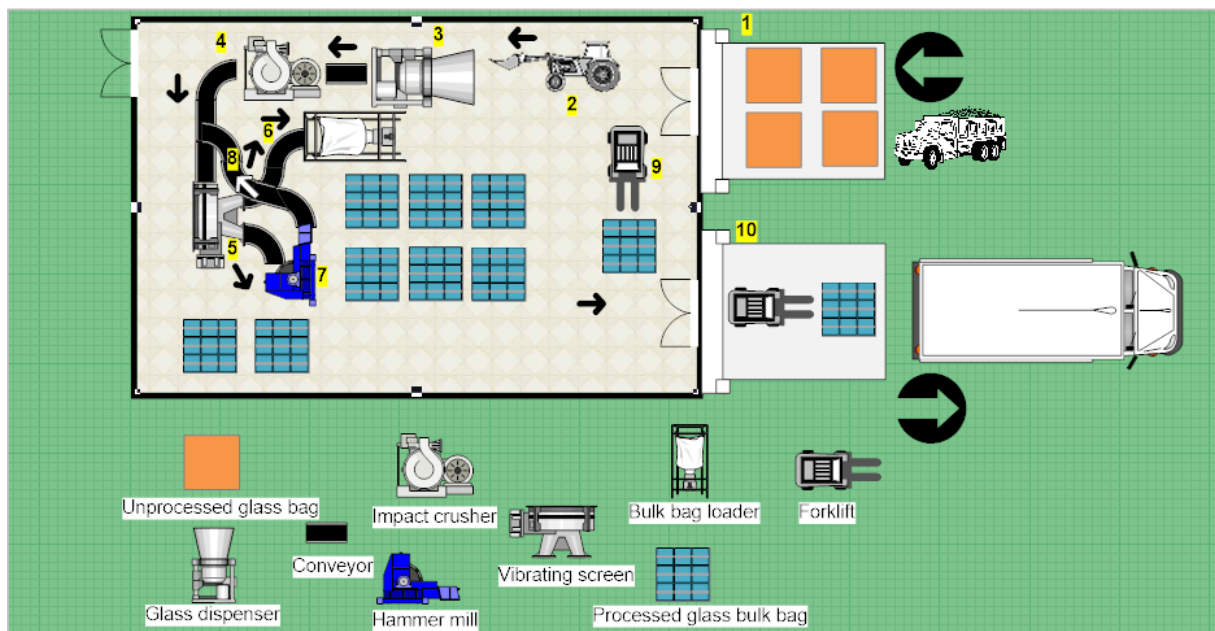 1
3
4
2
6
8
9
10
5
7
Unprocessed glass bag
Impact crusher
Bulk bag loader
Forklift
Conveyor
Vibrating screen
Glass dispenser
Hammer mill
Processed glass bulk bag